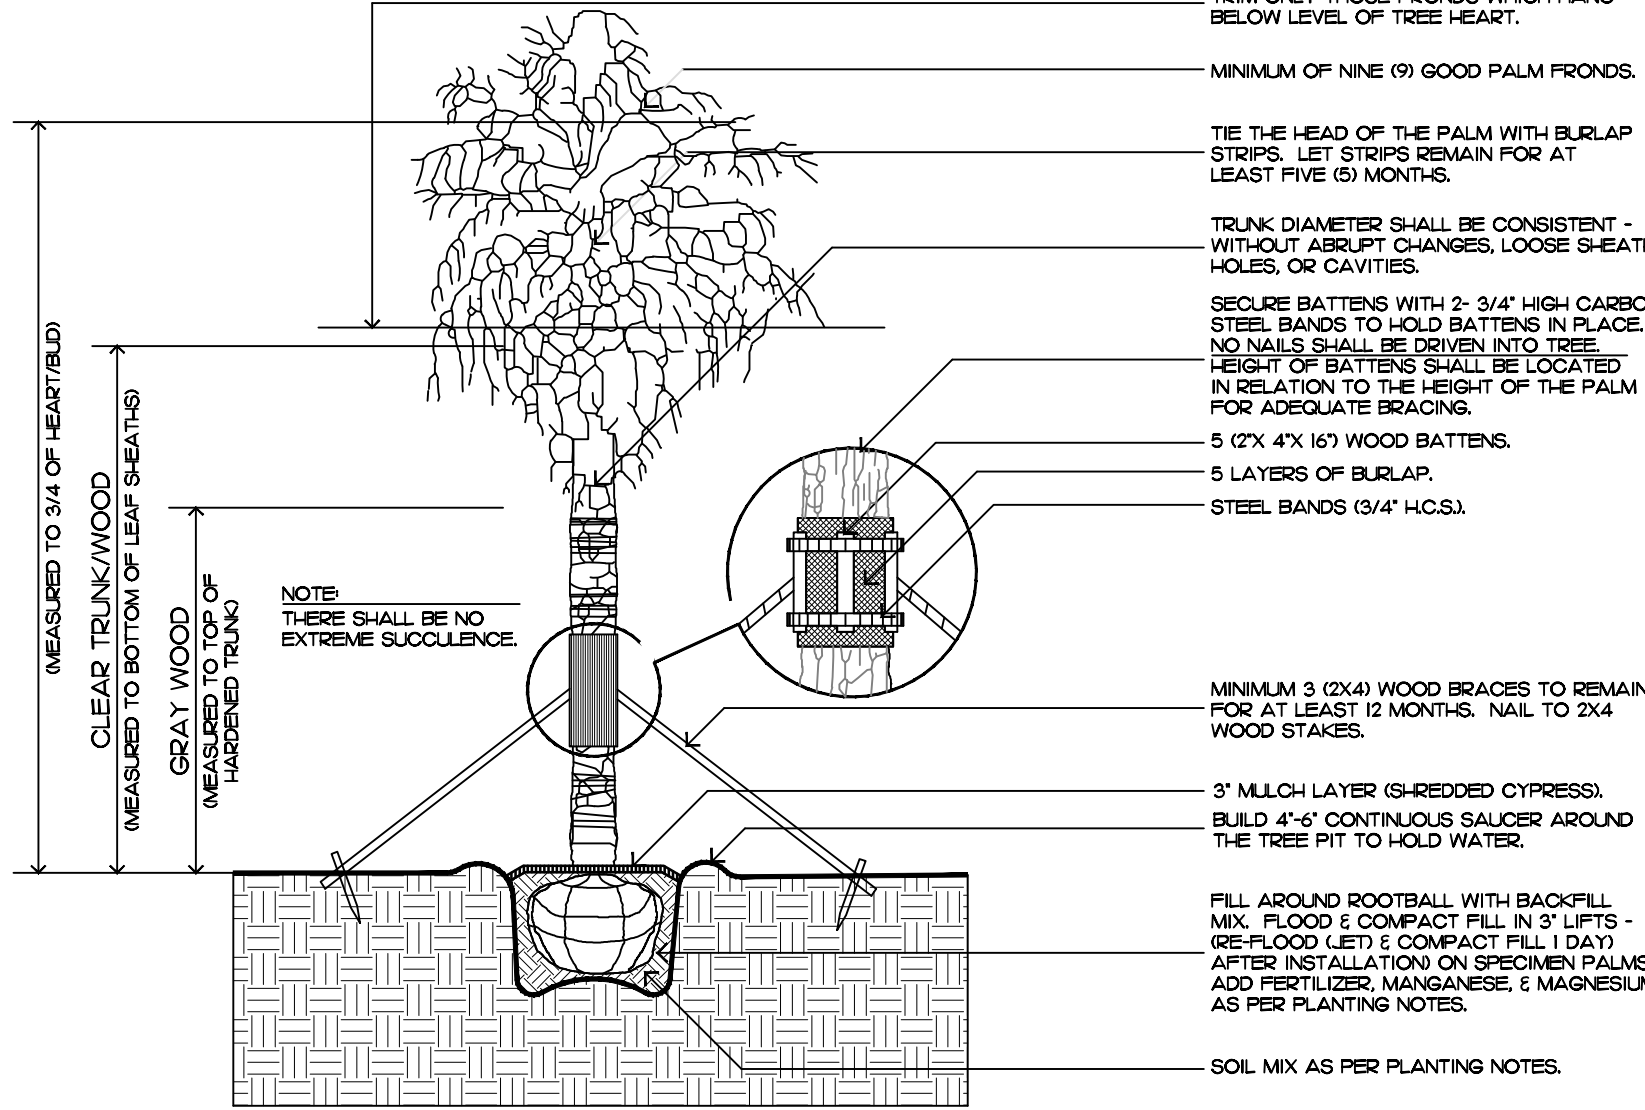 BELOW LEVEL OF TREE HEART.
MINIMUM OF NINE (9) GOOD PALM FRONDS.
TIE THE HEAD OF THE PALM WITH BURLAP
STRIPS. LET STRIPS REMAIN FOR AT
LEAST FIVE (5) MONTHS.
TRUNK DIAMETER SHALL BE CONSISTENT -
WITHOUT ABRUPT CHANGES, LOOSE SHEATH
HOLES, OR CAVITIES.
SECURE BATTENS WITH 2- 3/4" HIGH CARBO
STEEL BANDS TO HOLD BATTENS IN PLACE.
NO NAILS SHALL BE DRIVEN INTO TREE.
HEIGHT OF BATTENS SHALL BE LOCATED
IN RELATION TO THE HEIGHT OF THE PALM
FOR ADEQUATE BRACING.
5 (2"X 4"X 16") WOOD BATTENS.
5 LAYERS OF BURLAP.
STEEL BANDS (3/4" H.C.S.).
MINIMUM 3 (2X4) WOOD BRACES TO REMAIN
FOR AT LEAST 12 MONTHS. NAIL TO 2X4
WOOD STAKES.
3" MULCH LAYER (SHREDDED CYPRESS).
BUILD 4"-6" CONTINUOUS SAUCER AROUND
THE TREE PIT TO HOLD WATER.
FILL AROUND ROOTBALL WITH BACKFILL
MIX. FLOOD & COMPACT FILL IN 3" LIFTS -
(RE-FLOOD (JET) & COMPACT FILL 1 DAY)
AFTER INSTALLATION) ON SPECIMEN PALMS
ADD FERTILIZER, MANGANESE, & MAGNESIUM
AS PER PLANTING NOTES.
SOIL MIX AS PER PLANTING NOTES.
(MEASURED TO 3/4 OF HEART/BUD)
CLEAR TRUNK/WOOD
(MEASURED TO BOTTOM OF LEAF SHEATHS)
GRAY WOOD
(MEASURED TO TOP OF
HARDENED TRUNK)
NOTE:
THERE SHALL BE NO
EXTREME SUCCULENCE.